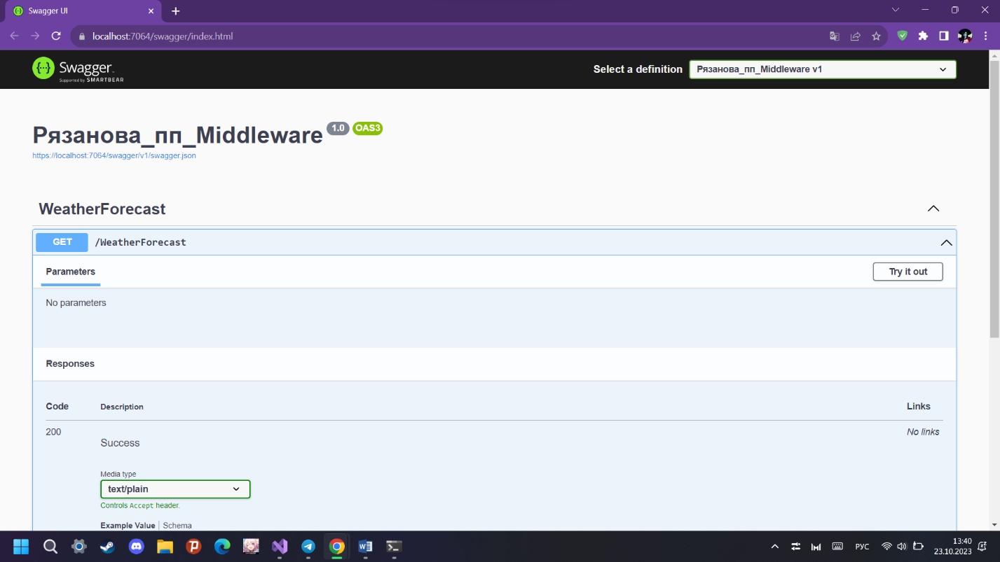 Swagger UI
localhost:7064/swagger/index.html
Swagger
Supported by SMARTBEAR
Select a definition
Рязанова_пп_Middleware v1
Рязанова_пп_Middleware 1.0 OAS3
https://localhost:7064/swagger/v1/swagger.json
WeatherForecast
GET /WeatherForecast
Parameters
Try it out
No parameters
Responses
Code Description Links
200 Success No links
Media type
text/plain
Controls Accept header.
Example Value Schema
РУС
13:40
23.10.2023